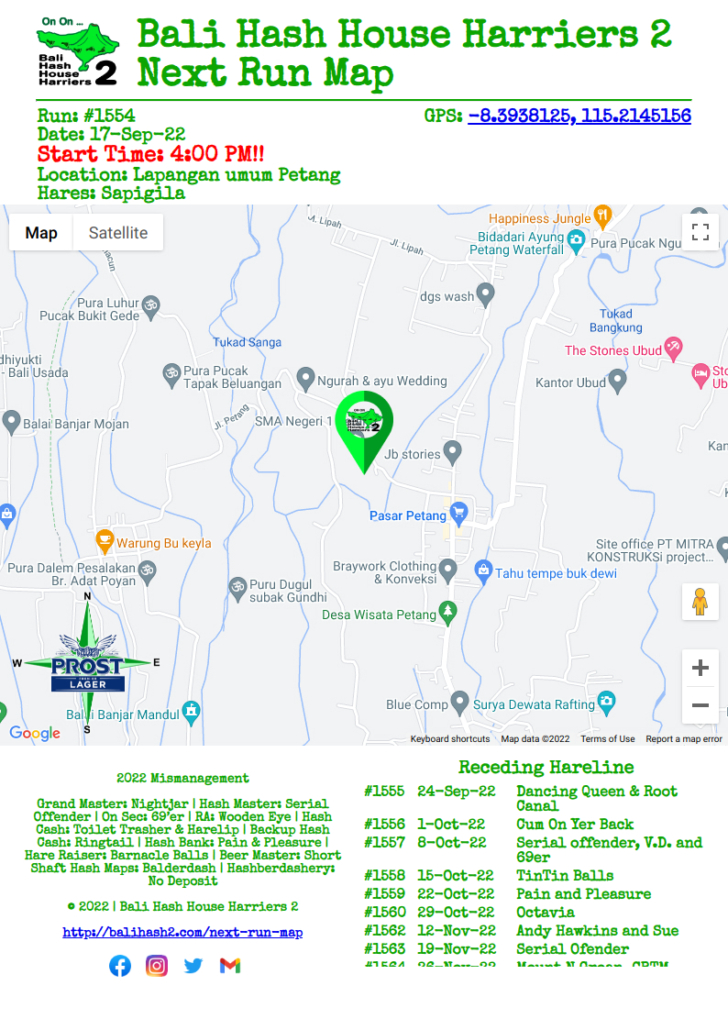 On On ...
Bali
Hash
House
Harriers 2
Bali Hash House Harriers 2
Next Run Map
Run: #1554
GPS: -8.3938125, 115.2145156
Date: 17-Sep-22
Start Time: 4:00 PM!!
Location: Lapangan umum Petang
Hares: Sapigila
Map
Satellite
Jl. Lipah
Jl. Lipah
Happiness Jungle
Bidadari Ayung
Petang Waterfall
Pura Pucak
Pura Luhur
Pucak Bukit Gede
dgs wash
Tukad
Bangkung
Tukad Sanga
The Stones Ubud
- Bali Usada
Pura Pucak
Tapak Beluangan
Ngurah & ayu Wedding
Kantor Ubud
Jl. Petang
SMA Negeri 1
Balai Banjar Mojan
Jb stories
Pasar Petang
Warung Bu keyla
Site office PT MITRA
KONSTRUKSi project...
Pura Dalem Pesalakan
Br. Adat Poyan
Braywork Clothing
& Konveksi
Tahu tempe buk dewi
Puru Dugul
subak Gundhi
Desa Wisata Petang
N
W
E
S
PROST
LAGER
Blue Comp
Surya Dewata Rafting
Balai Banjar Mandul
Google
Keyboard shortcuts
Map data ©2022
Terms of Use
Report a map error
2022 Mismanagement
Grand Master: Nightjar | Hash Master: Serial
Offender | On Sec: 69'er | RA: Wooden Eye | Hash
Cash: Toilet Trasher & Harelip | Backup Hash
Cash: Ringtail | Hash Bank: Pain & Pleasure |
Hare Raiser: Barnacle Balls | Beer Master: Short
Shaft Hash Maps: Balderdash | Hashberdashery:
No Deposit
© 2022 | Bali Hash House Harriers 2
http://balihash2.com/next-run-map
Receding Hareline
#1555 24-Sep-22 Dancing Queen & Root
Canal
#1556 1-Oct-22 Cum On Yer Back
#1557 8-Oct-22 Serial offender, V.D. and
69er
#1558 15-Oct-22 TinTin Balls
#1559 22-Oct-22 Pain and Pleasure
#1560 29-Oct-22 Octavia
#1562 12-Nov-22 Andy Hawkins and Sue
#1563 19-Nov-22 Serial Ofender
#1564 26-Nov-22